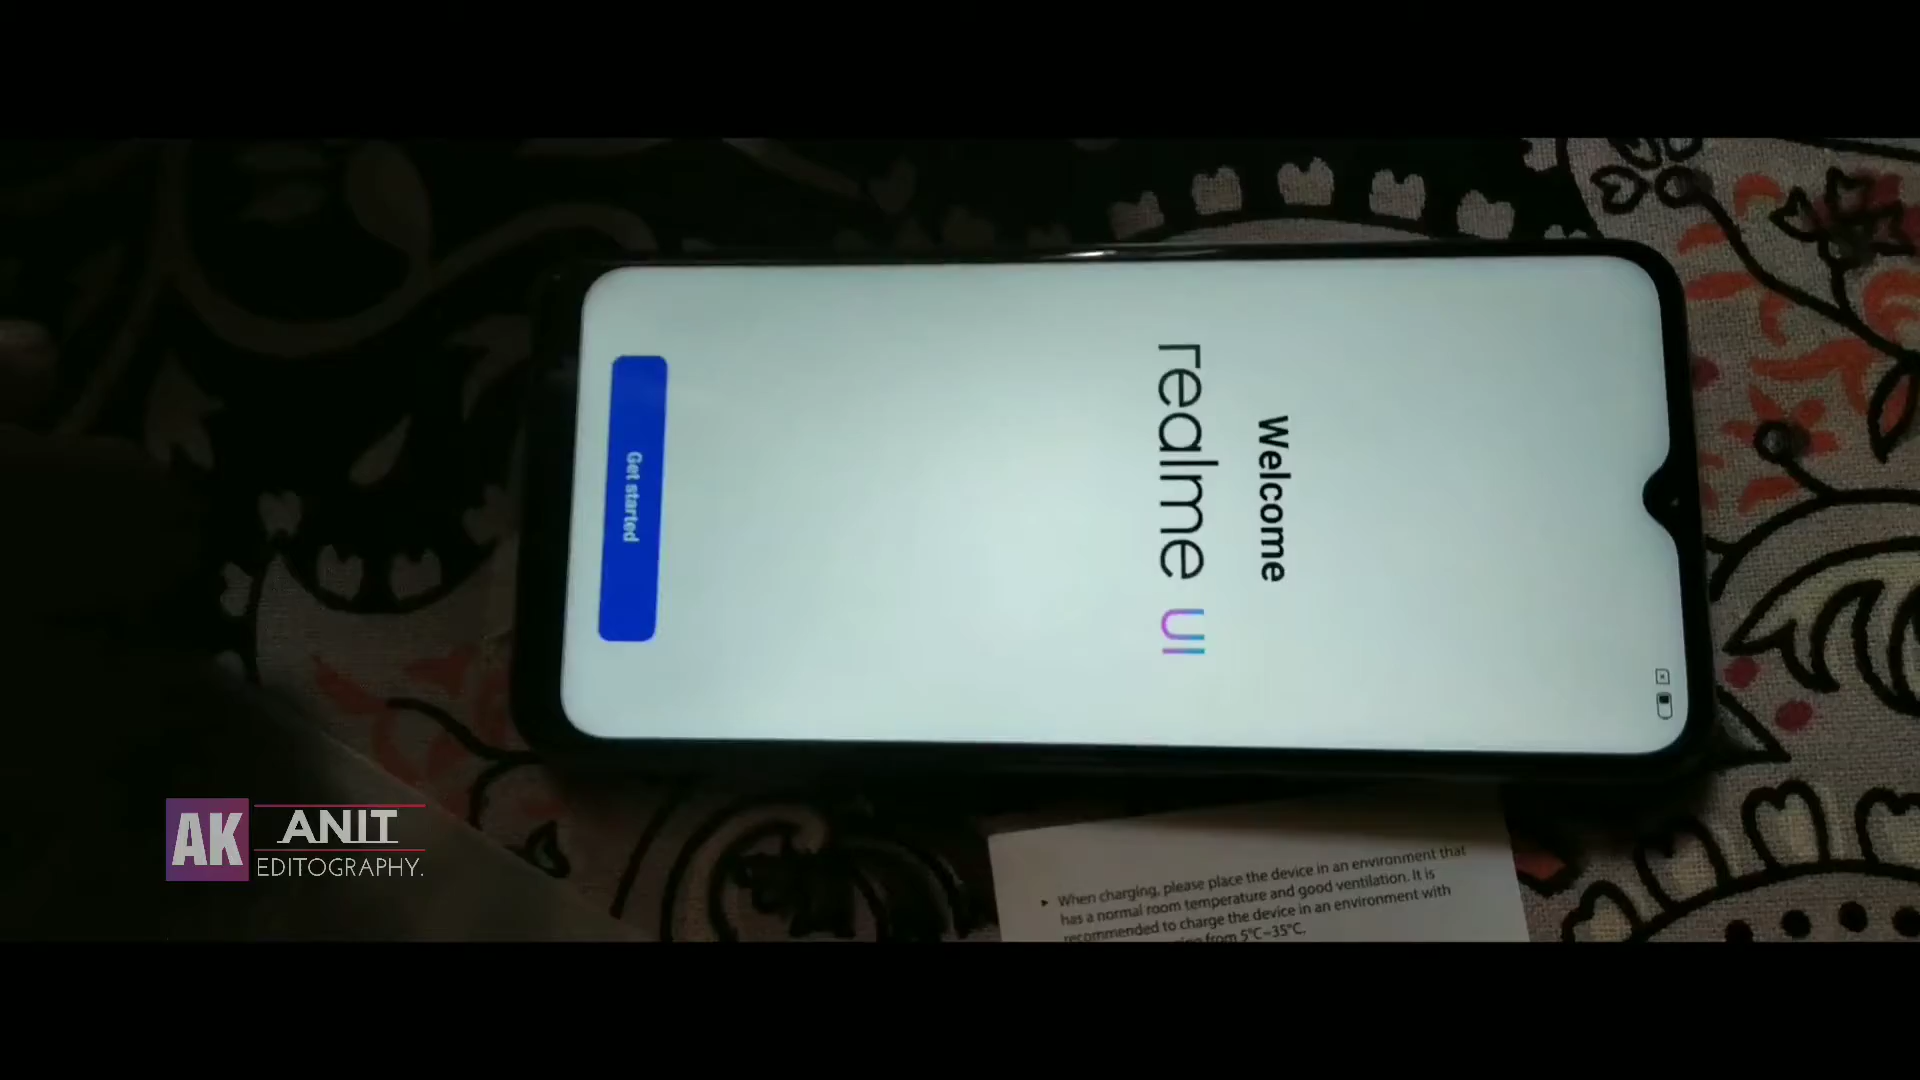 Welcome
realme UI
Get started
AK
ANIT
EDITOGRAPHY.
▸ When charging, please place the device in an environment that
has a normal room temperature and good ventilation. It is
recommended to charge the device in an environment with
from 5°C–35°C.